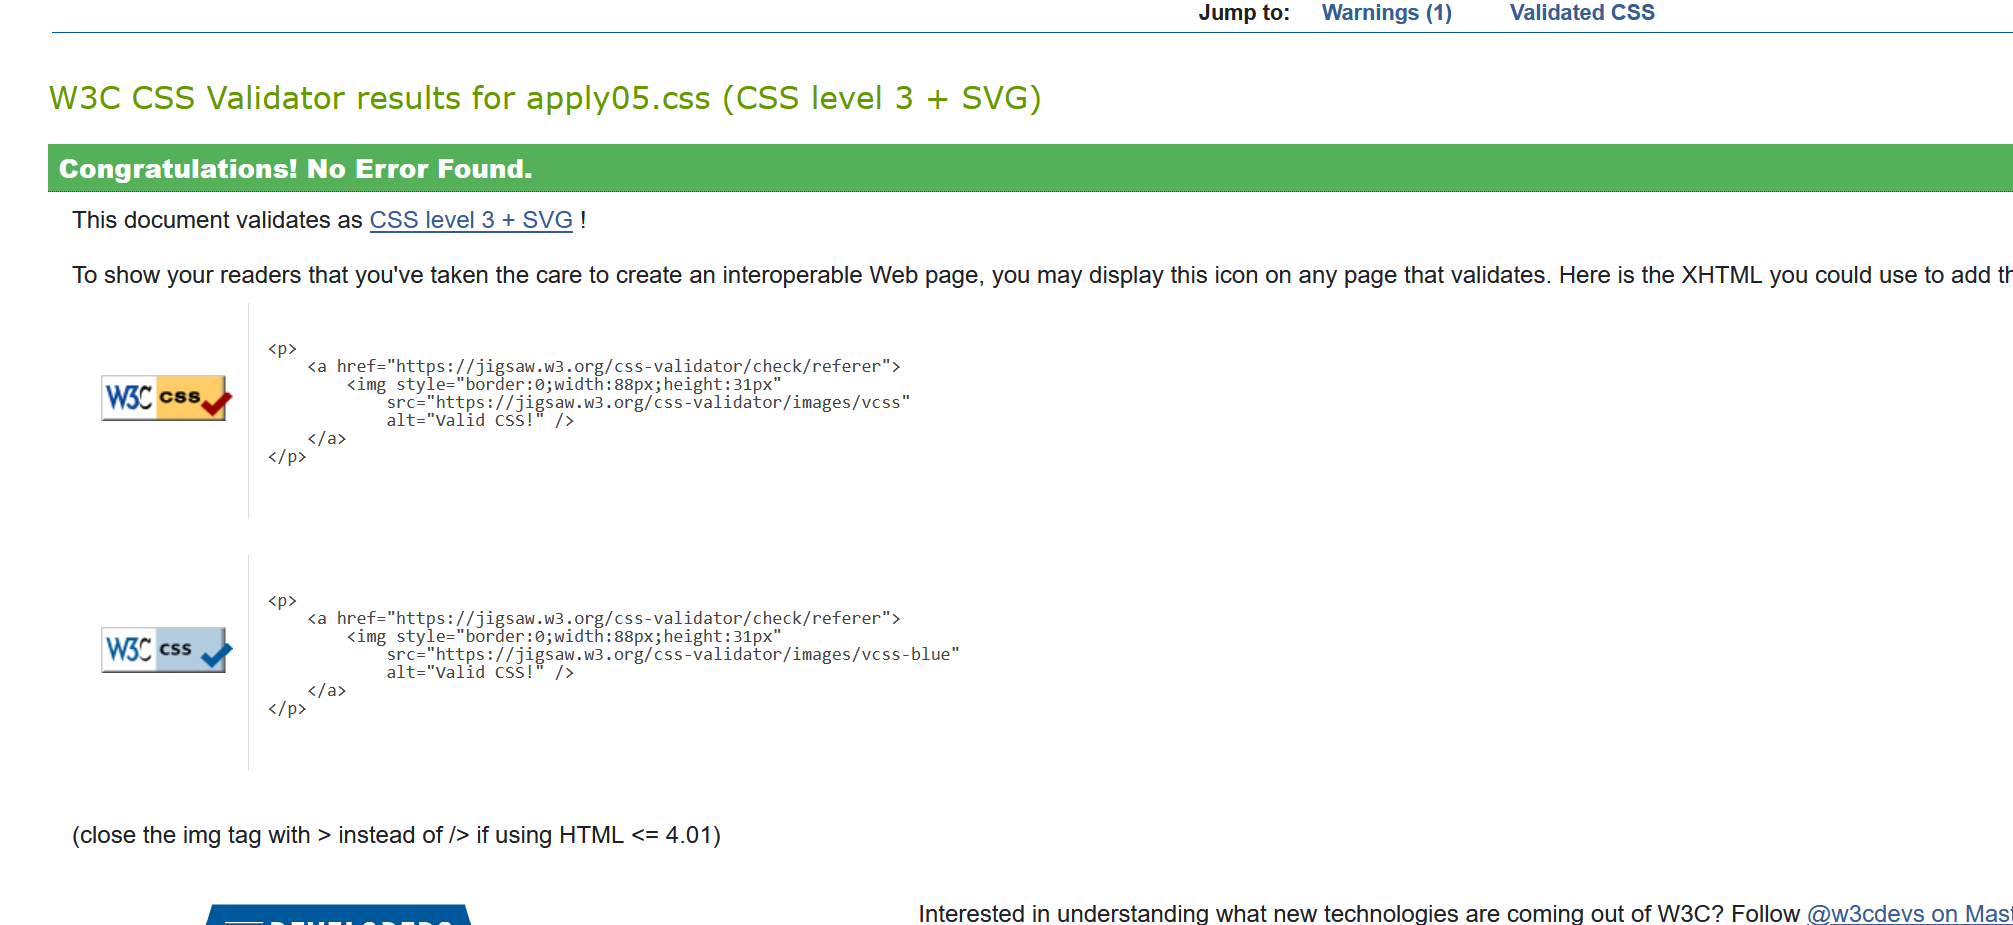 Jump to: Warnings (1) Validated CSS
W3C CSS Validator results for apply05.css (CSS level 3 + SVG)
Congratulations! No Error Found.
This document validates as CSS level 3 + SVG !
To show your readers that you've taken the care to create an interoperable Web page, you may display this icon on any page that validates. Here is the XHTML you could use to add
<p>
<a href="https://jigsaw.w3.org/css-validator/check/referer">
<img style="border:0;width:88px;height:31px"
W3C css
src="https://jigsaw.w3.org/css-validator/images/vcss"
alt="Valid CSS!" />
</a>
</p>
<p>
<a href="https://jigsaw.w3.org/css-validator/check/referer">
<img style="border:0;width:88px;height:31px"
W3C css
src="https://jigsaw.w3.org/css-validator/images/vcss-blue"
alt="Valid CSS!" />
</a>
</p>
(close the img tag with > instead of /> if using HTML <= 4.01)
Interested in understanding what new technologies are coming out of W3C? Follow @w3cdevs on